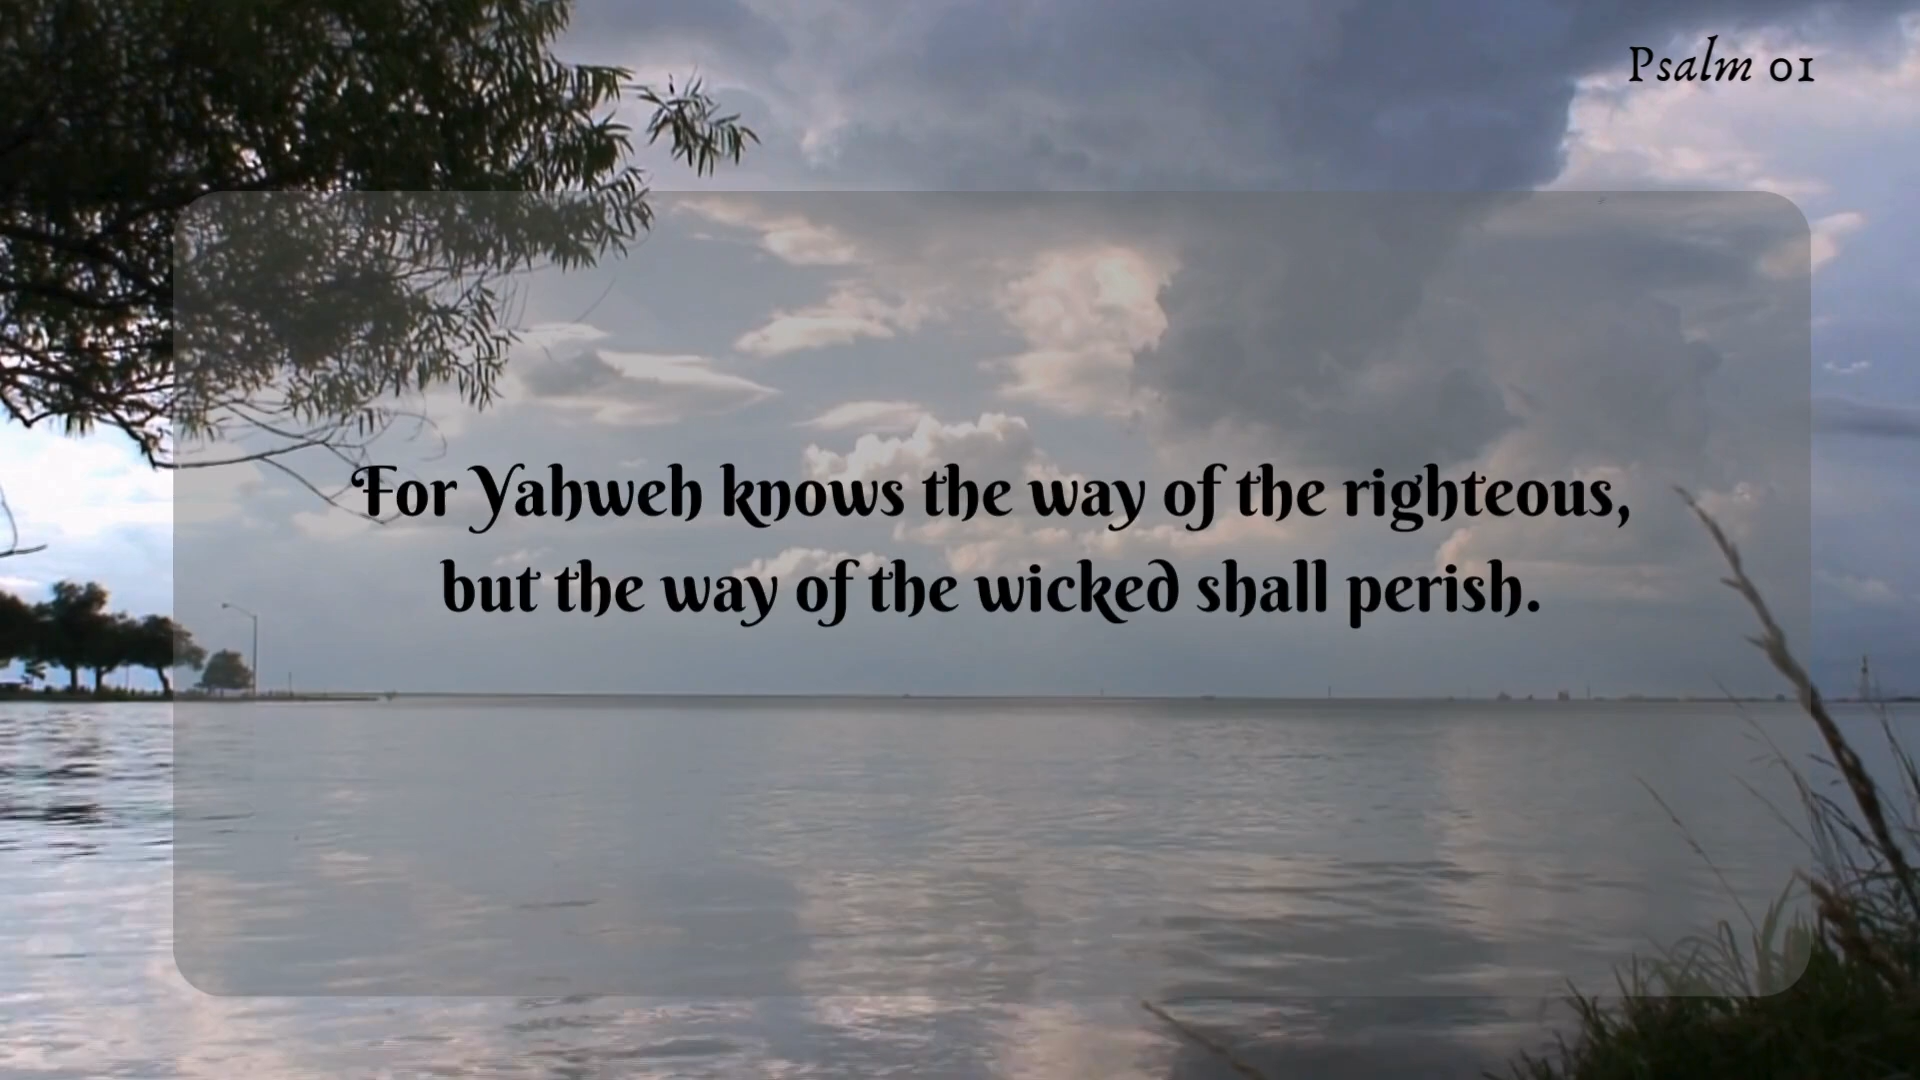 Psalm 01
For Yahweh knows the way of the righteous,
but the way of the wicked shall perish.